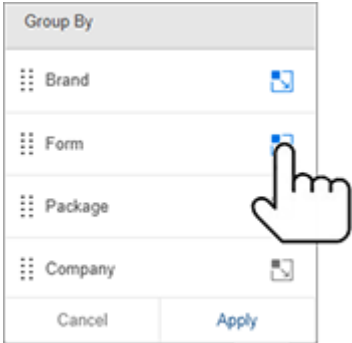 Group By
Brand
Form
Package
Company
Cancel Apply